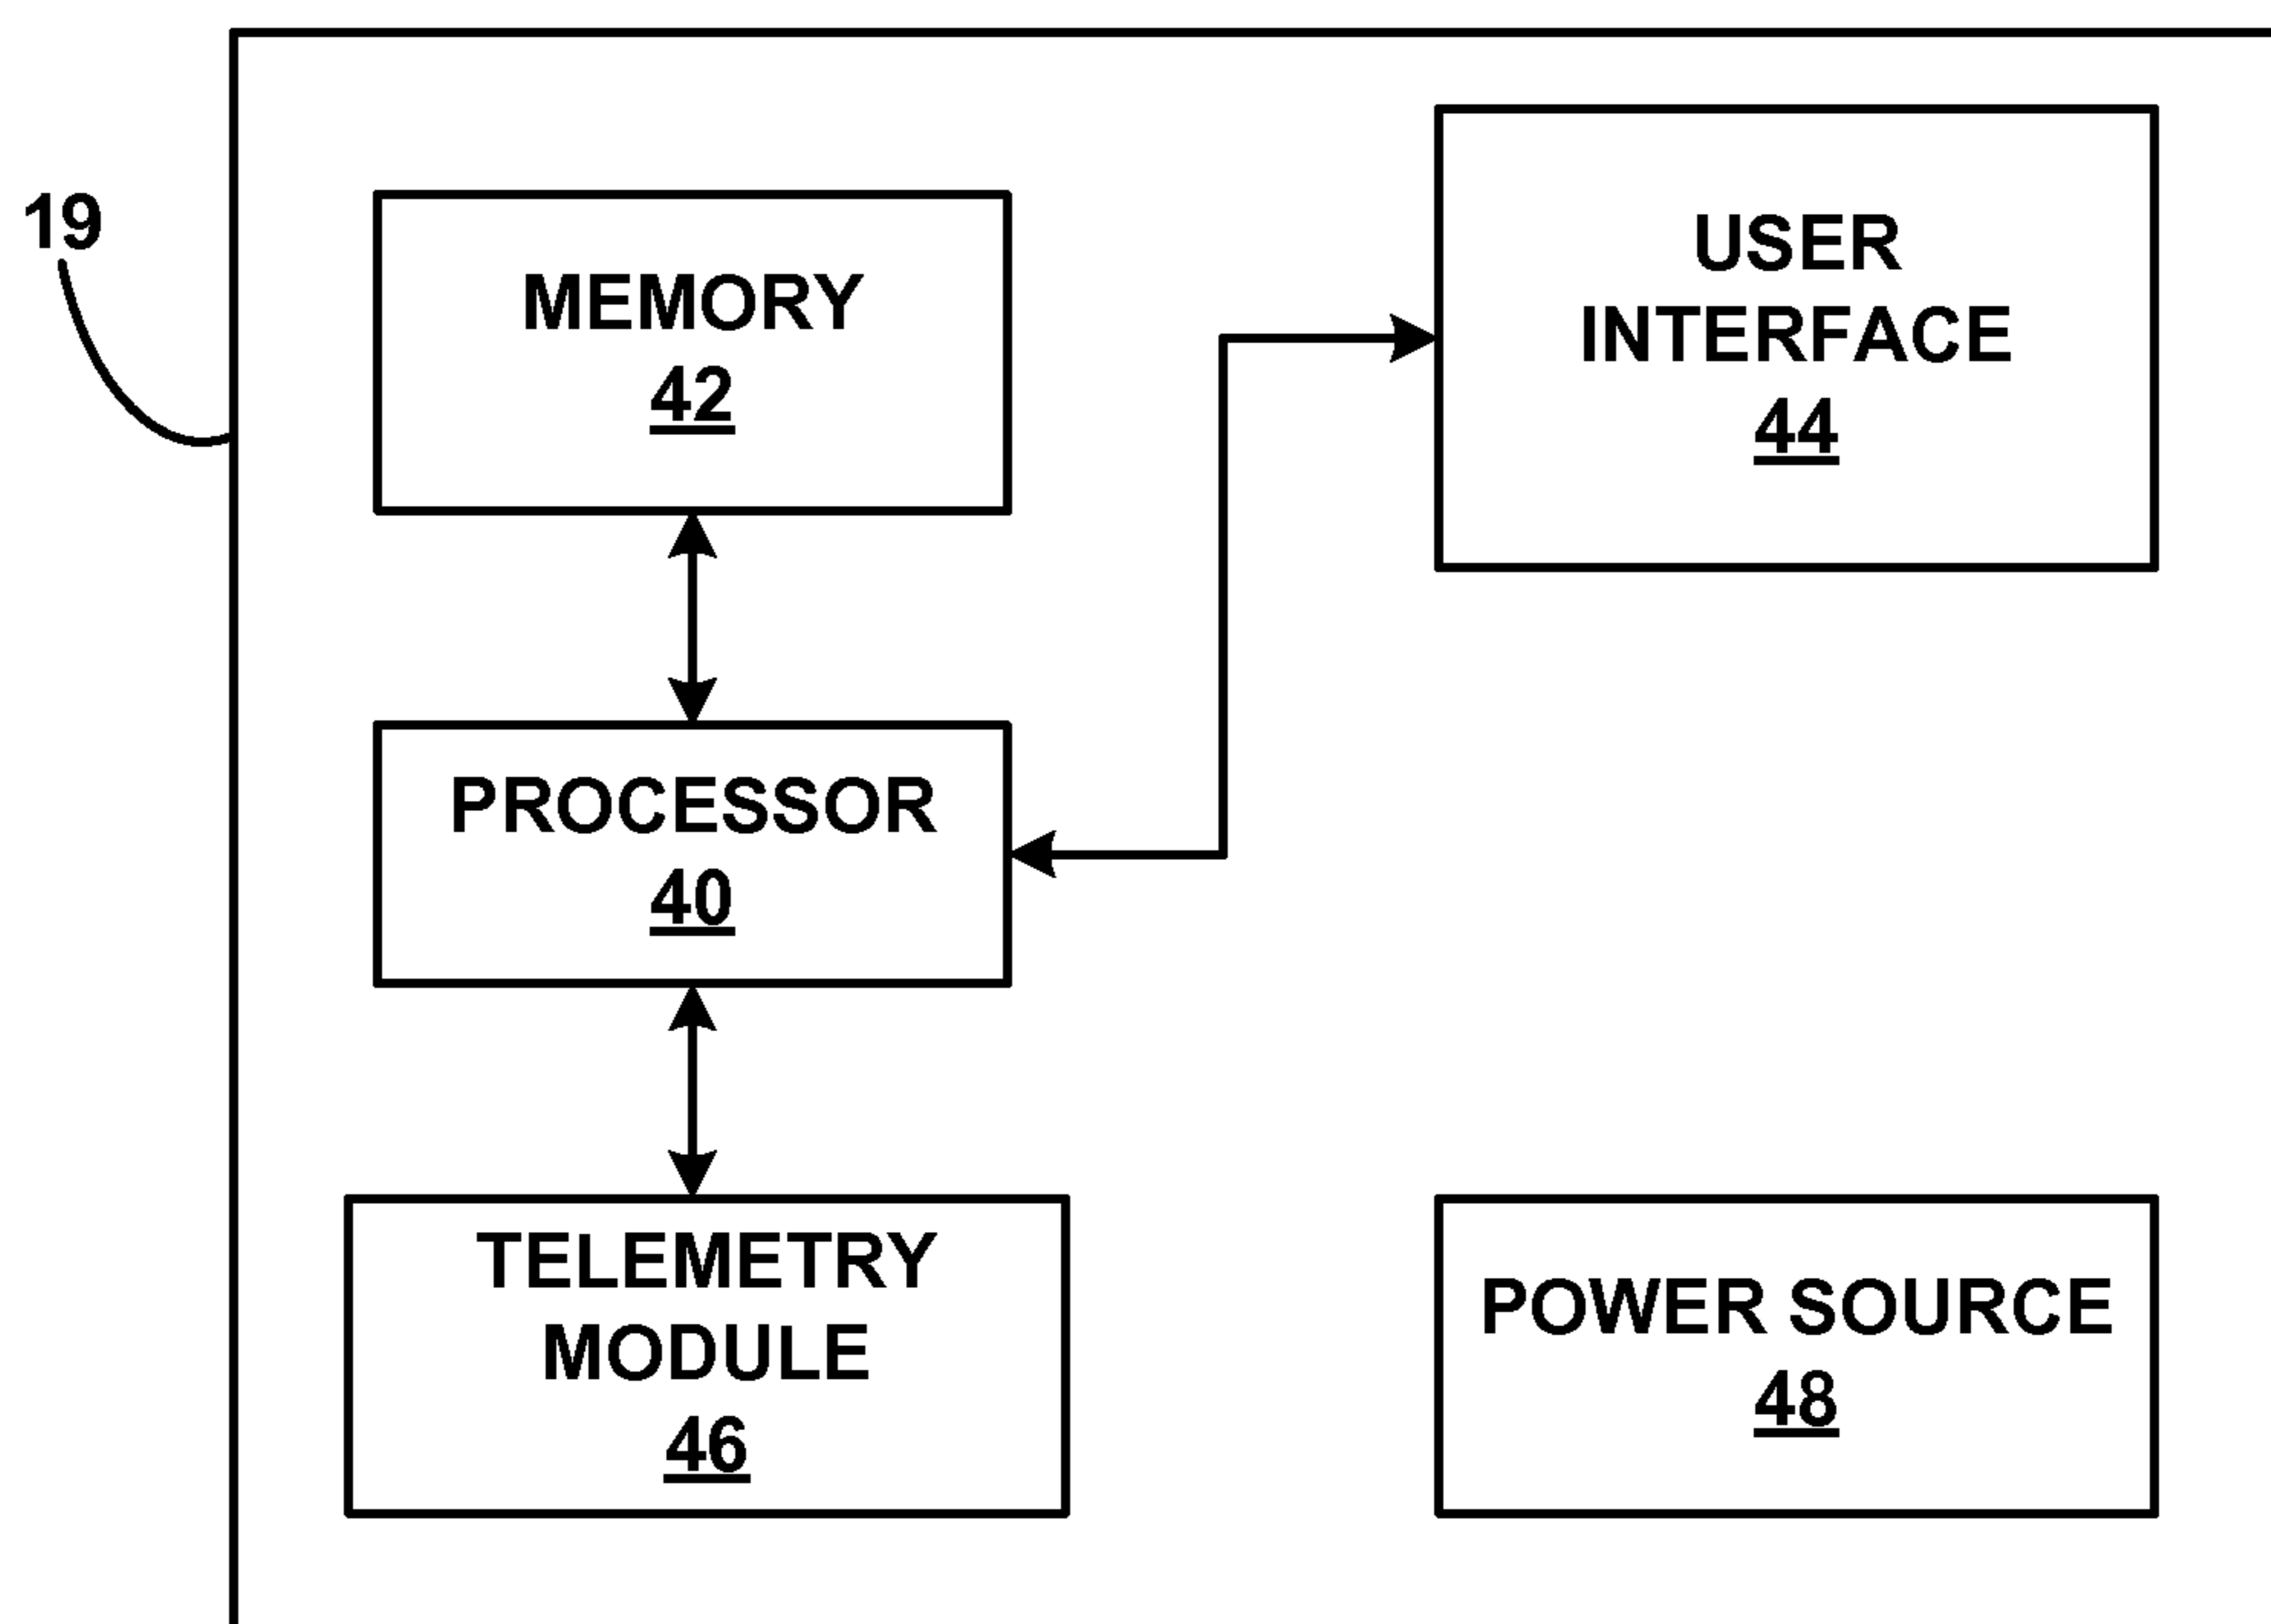 19
MEMORY
42
USER
INTERFACE
44
PROCESSOR
40
TELEMETRY
MODULE
46
POWER SOURCE
48